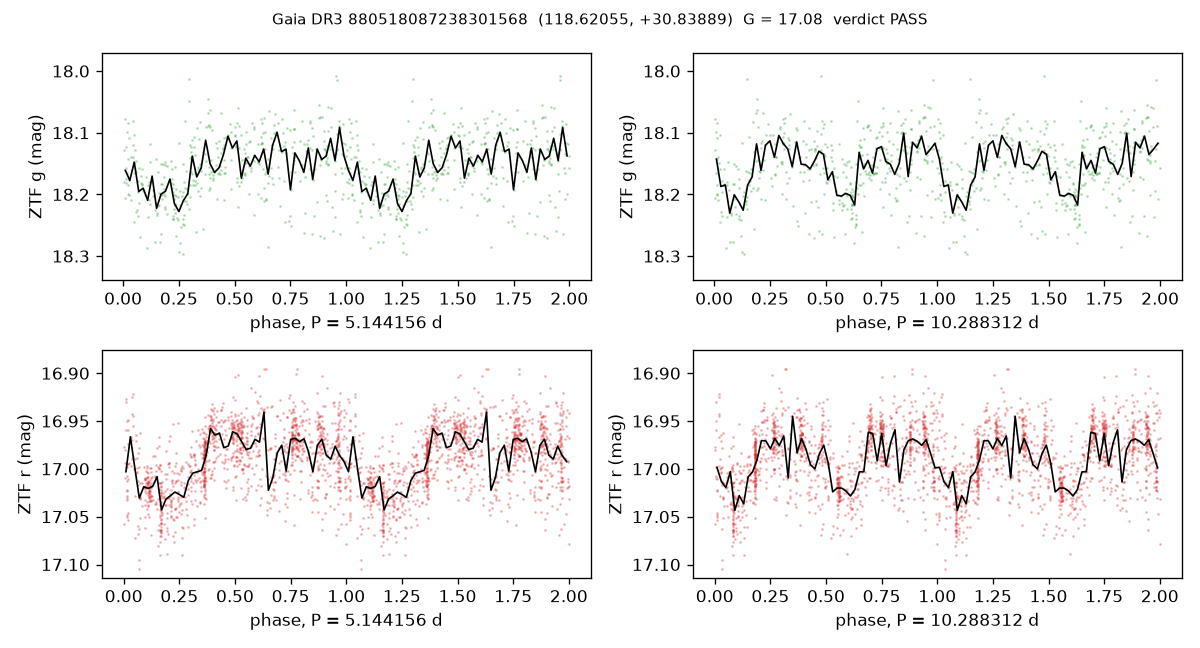 Gaia DR3 880518087238301568  (118.62055, +30.83889)  G = 17.08  verdict PASS
ZTF g (mag)
18.0
18.1
18.2
18.3
0.00 0.25 0.50 0.75 1.00 1.25 1.50 1.75 2.00
phase, P = 5.144156 d
ZTF g (mag)
18.0
18.1
18.2
18.3
0.00 0.25 0.50 0.75 1.00 1.25 1.50 1.75 2.00
phase, P = 10.288312 d
ZTF r (mag)
16.90
16.95
17.00
17.05
17.10
0.00 0.25 0.50 0.75 1.00 1.25 1.50 1.75 2.00
phase, P = 5.144156 d
ZTF r (mag)
16.90
16.95
17.00
17.05
17.10
0.00 0.25 0.50 0.75 1.00 1.25 1.50 1.75 2.00
phase, P = 10.288312 d